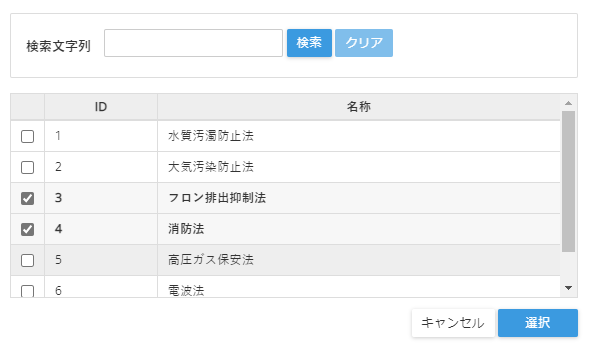 検索文字列 検索 クリア
ID 名称
1 水質汚濁防止法
2 大気汚染防止法
3 フロン排出抑制法
4 消防法
5 高圧ガス保安法
6 電波法
キャンセル 選択